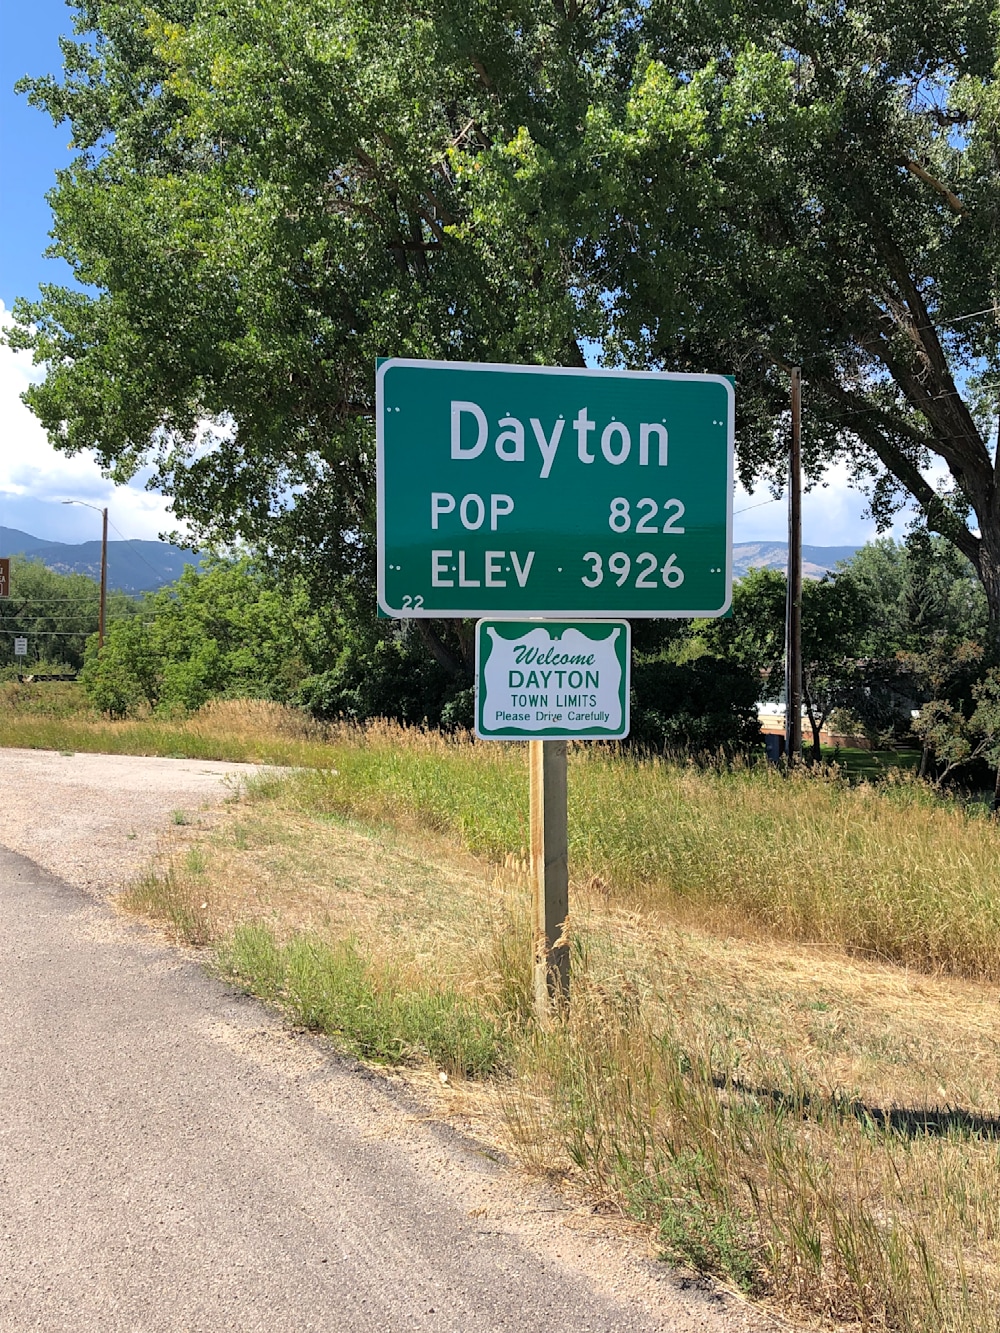 Dayton
POP 822
ELEV 3926
22
Welcome
DAYTON
TOWN LIMITS
Please Drive Carefully